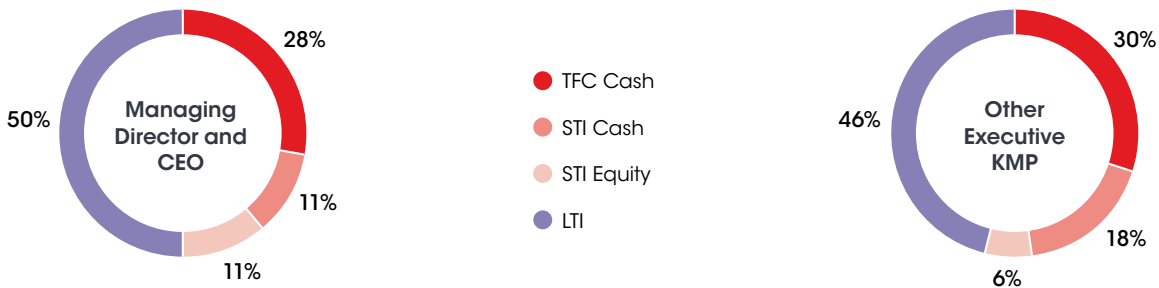 28%
50%
Managing
Director and
CEO
11%
11%
TFC Cash
STI Cash
STI Equity
LTI
30%
46%
Other
Executive
KMP
18%
6%